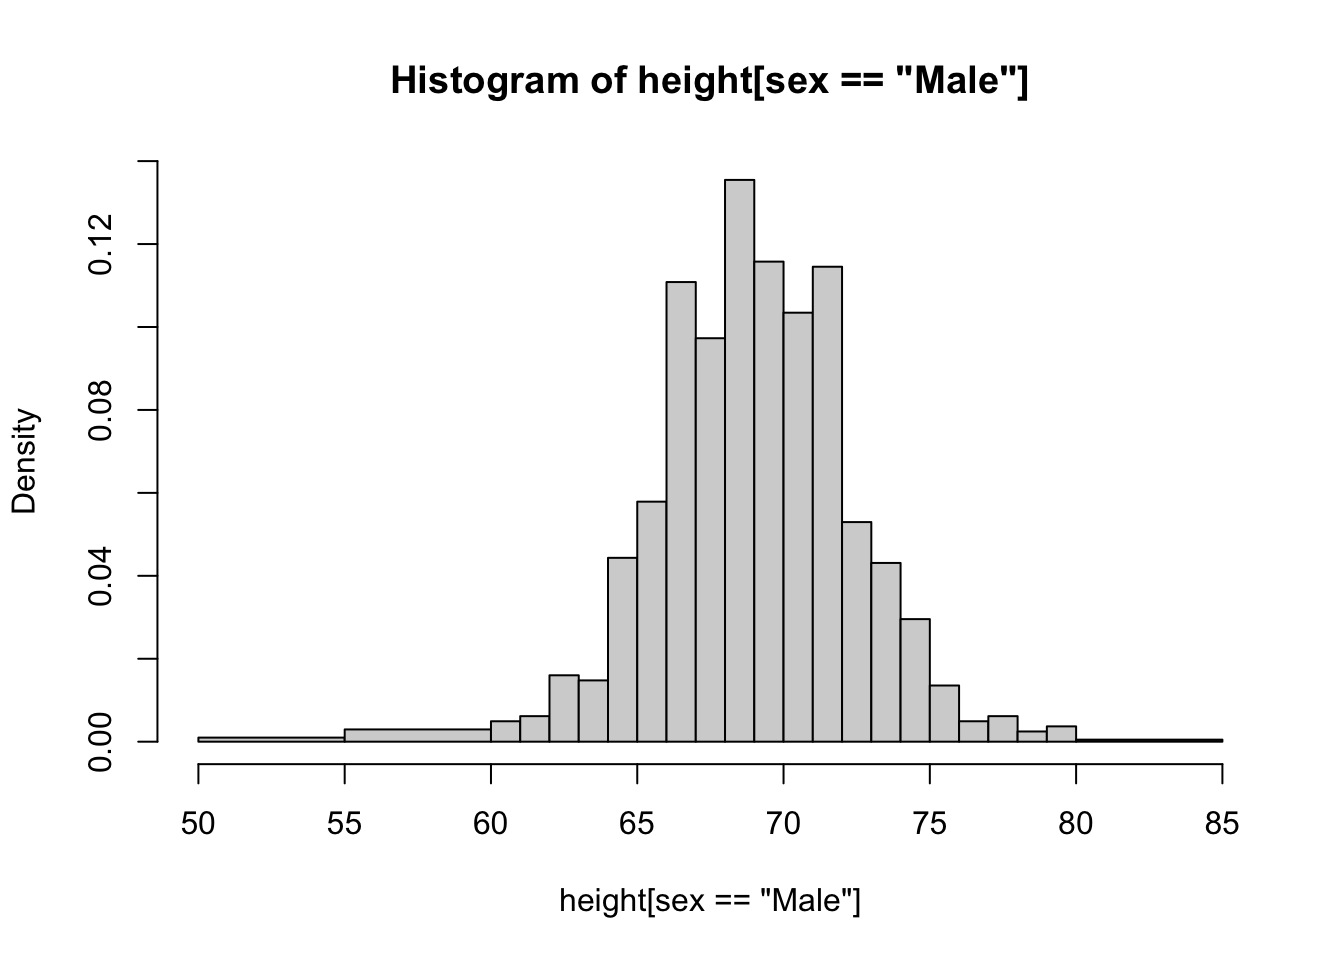 Histogram of height[sex == "Male"]
Density
0.12
0.08
0.04
0.00
50 55 60 65 70 75 80 85
height[sex == "Male"]